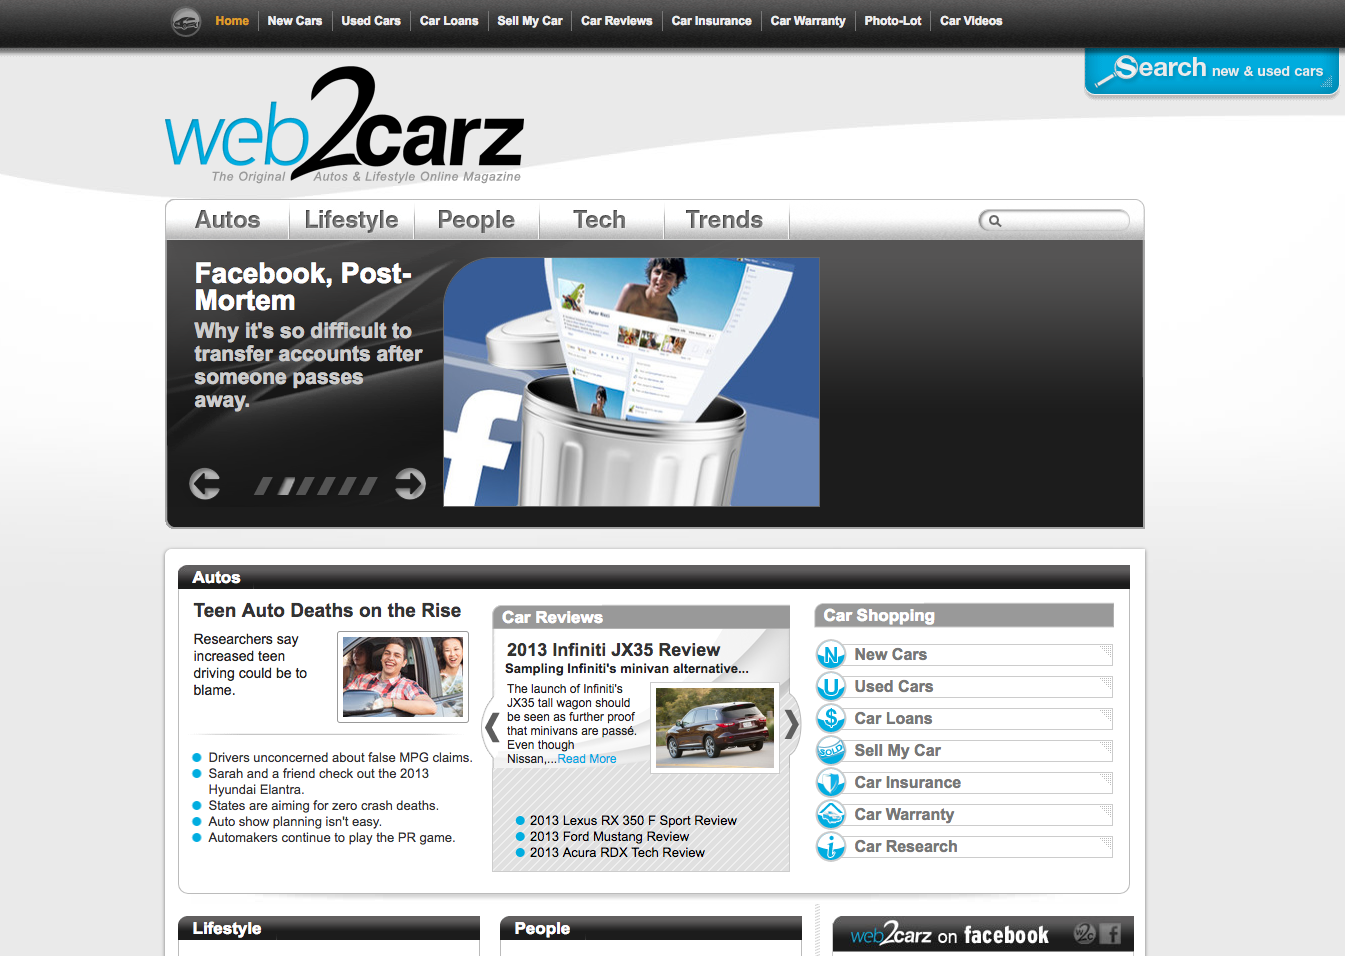 Home
New Cars
Used Cars
Car Loans
Sell My Car
Car Reviews
Car Insurance
Car Warranty
Photo-Lot
Car Videos
Search new & used cars
web2carz
The Original Autos & Lifestyle Online Magazine
Autos
Lifestyle
People
Tech
Trends
Facebook, Post-
Mortem
Why it's so difficult to
transfer accounts after
someone passes
away.
f
Autos
Teen Auto Deaths on the Rise
Researchers say
increased teen
driving could be to
blame.
Drivers unconcerned about false MPG claims.
Sarah and a friend check out the 2013
Hyundai Elantra.
States are aiming for zero crash deaths.
Auto show planning isn't easy.
Automakers continue to play the PR game.
Car Reviews
2013 Infiniti JX35 Review
Sampling Infiniti's minivan alternative...
The launch of Infiniti's
JX35 tall wagon should
be seen as further proof
that minivans are passé.
Even though
Nissan,...Read More
2013 Lexus RX 350 F Sport Review
2013 Ford Mustang Review
2013 Acura RDX Tech Review
Car Shopping
N New Cars
U Used Cars
$ Car Loans
SOLD Sell My Car
Car Insurance
Car Warranty
i Car Research
Lifestyle
People
web2carz on facebook
2c f